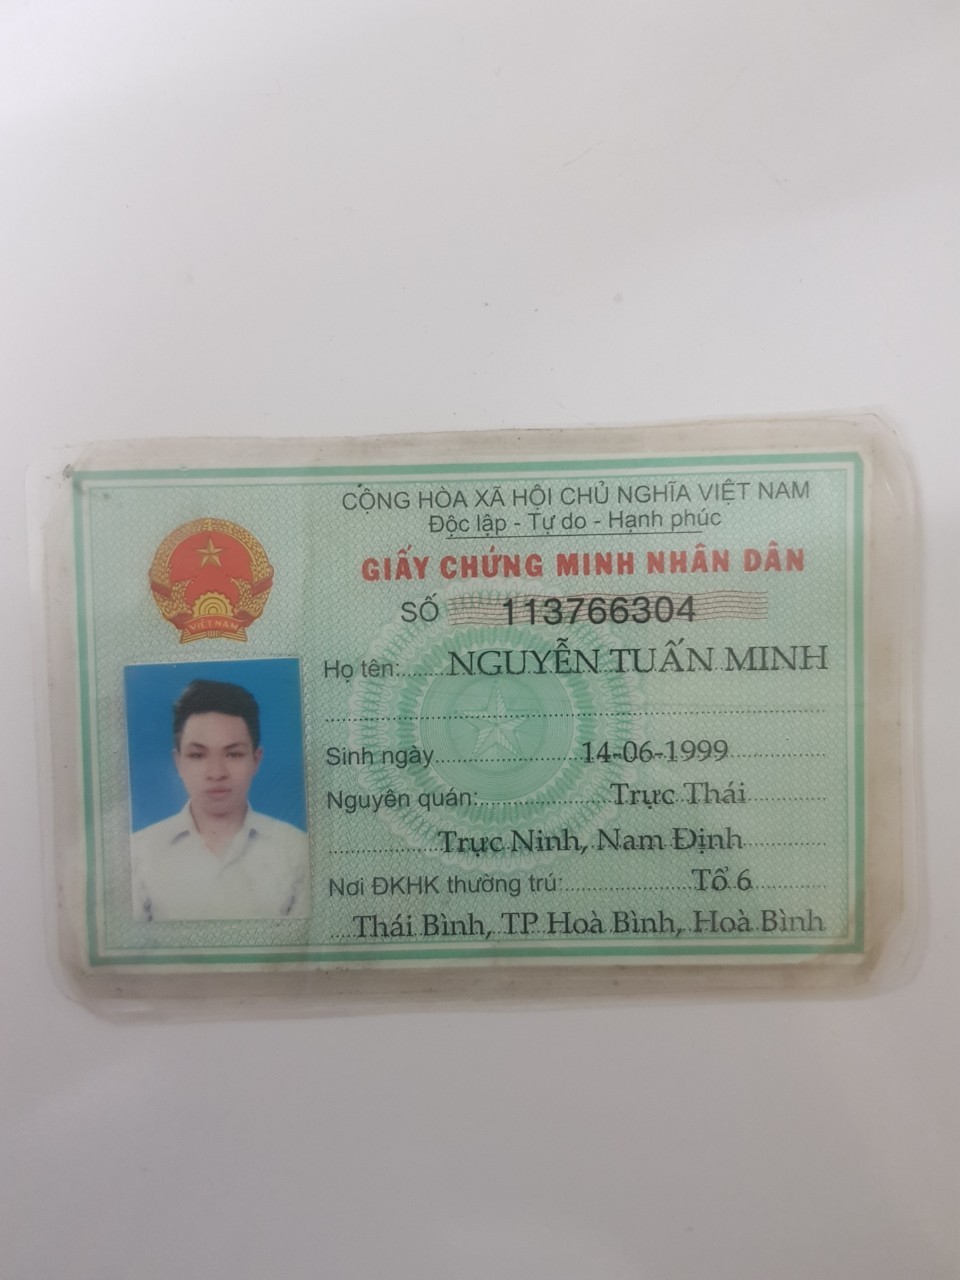 CỘNG HÒA XÃ HỘI CHỦ NGHĨA VIỆT NAM
Độc lập - Tự do - Hạnh phúc
GIẤY CHỨNG MINH NHÂN DÂN
SỐ 113766304
Họ tên: NGUYỄN TUẤN MINH
Sinh ngày 14-06-1999
Nguyên quán: Trực Thái
Trực Ninh, Nam Định
Nơi ĐKHK thường trú: Tổ 6
Thái Bình, TP Hoà Bình, Hoà Bình
VIỆT NAM